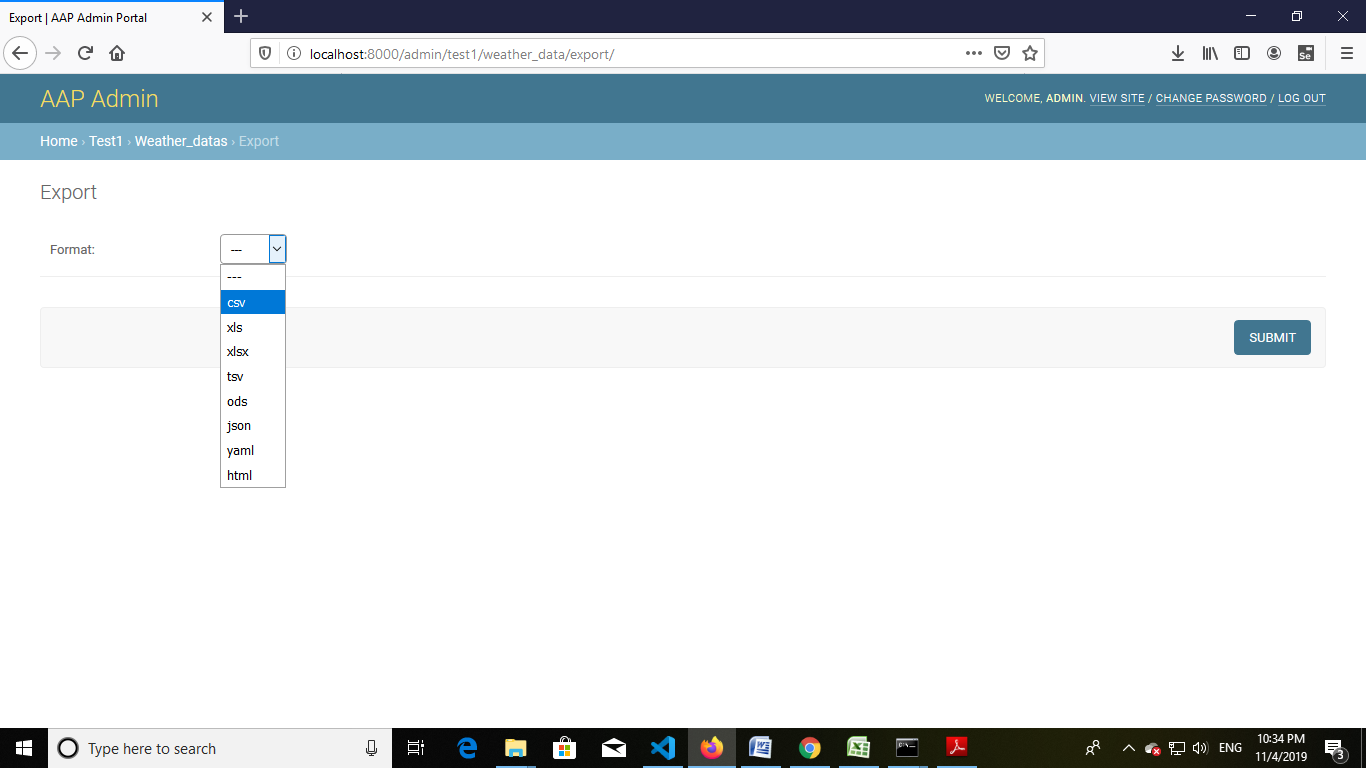 Export | AAP Admin Portal
localhost:8000/admin/test1/weather_data/export/
Se
AAP Admin
WELCOME, ADMIN. VIEW SITE / CHANGE PASSWORD / LOG OUT
Home › Test1 › Weather_datas › Export
Export
Format:
---
---
csv
xls
xlsx
tsv
ods
json
yaml
html
SUBMIT
Type here to search
ENG
10:34 PM
11/4/2019
3